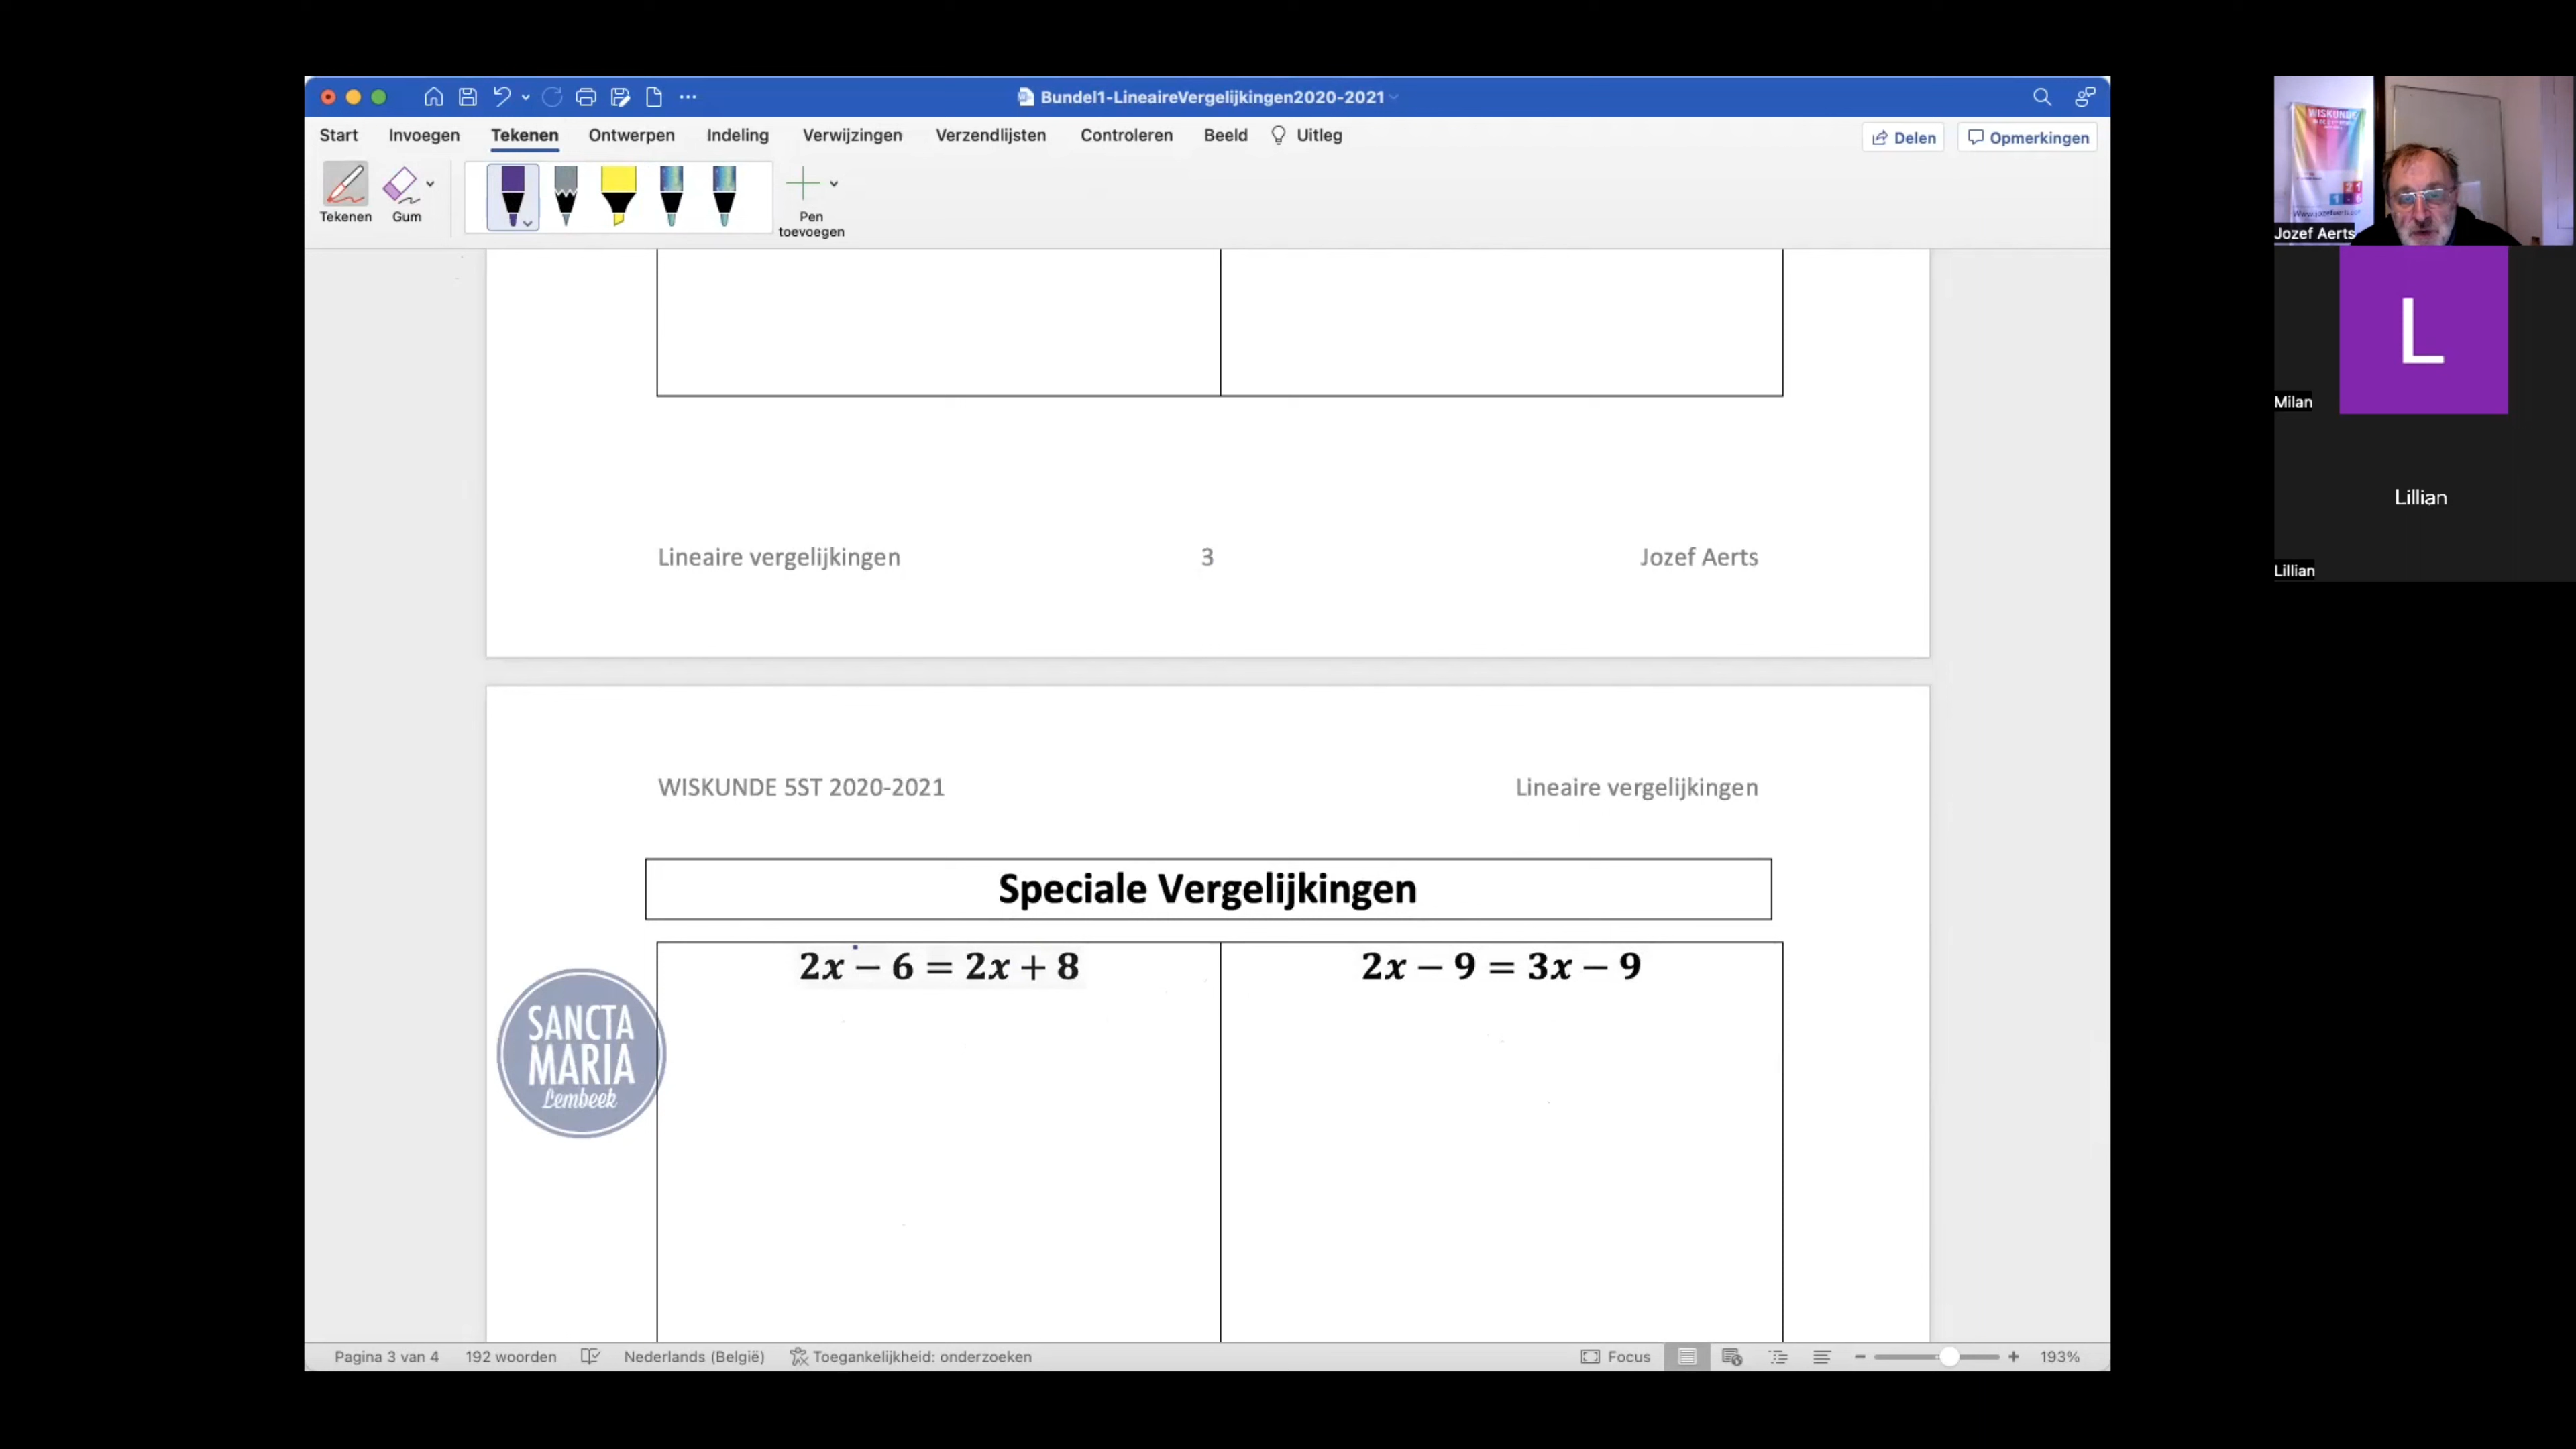 Bundel1-LineaireVergelijkingen2020-2021
Start Invoegen Tekenen Ontwerpen Indeling Verwijzingen Verzendlijsten Controleren Beeld Uitleg
Delen Opmerkingen
Tekenen Gum Pen toevoegen
Lineaire vergelijkingen 3 Jozef Aerts
WISKUNDE 5ST 2020-2021 Lineaire vergelijkingen
Speciale Vergelijkingen
2x − 6 = 2x + 8 2x − 9 = 3x − 9
SANCTA
MARIA
Lembeek
Pagina 3 van 4 192 woorden Nederlands (België) Toegankelijkheid: onderzoeken Focus 193%
WISKUNDE
Jozef Aerts
L
Milan
Lillian
Lillian